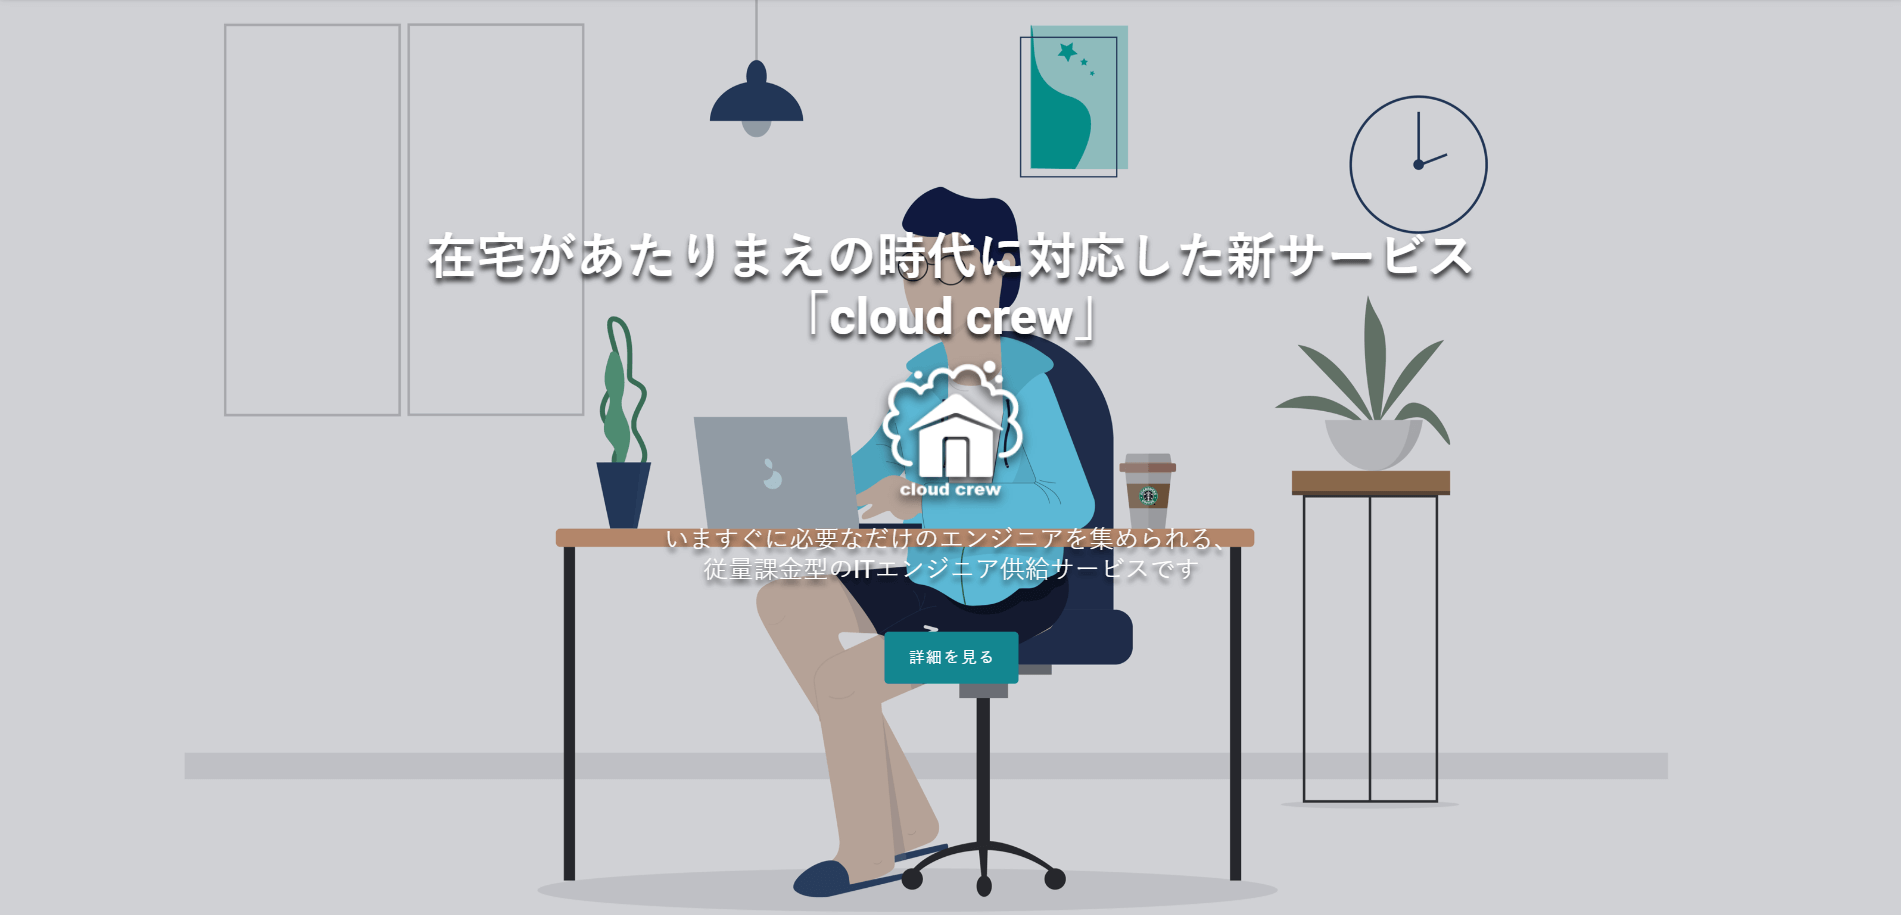 在宅があたりまえの時代に対応した新サービス
「cloud crew」
cloud crew
いますぐに必要なだけのエンジニアを集められる、
従量課金型のITエンジニア供給サービスです
詳細を見る